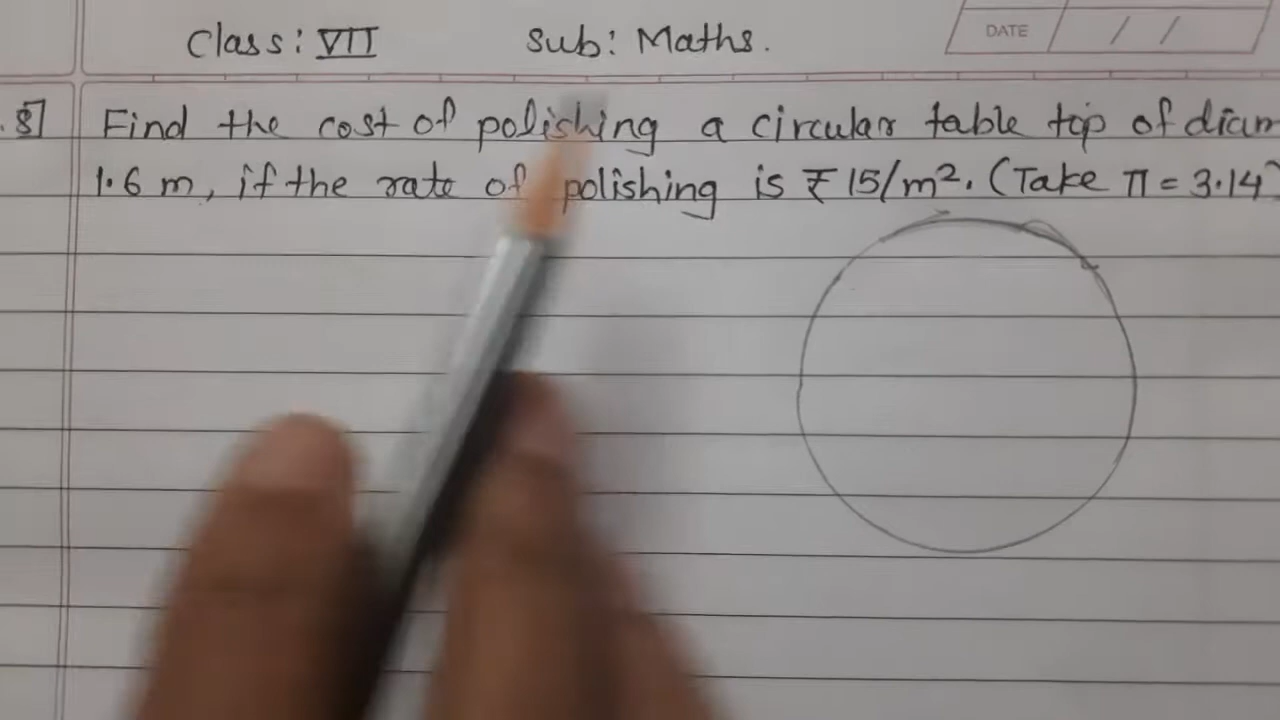 Class: VII Sub: Maths.
DATE / /
.8] Find the cost of polishing a circular table top of diam
1.6 m, if the rate of polishing is ₹15/m². (Take π = 3.14)